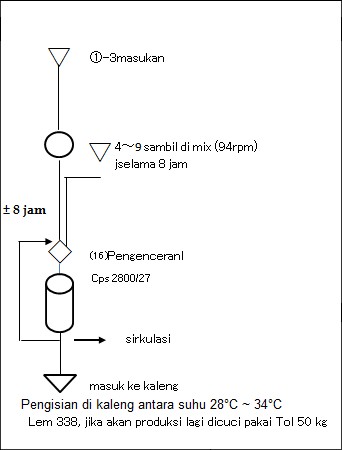 ①-3masukan
4～9 sambil di mix (94rpm)
jselama 8 jam
± 8 jam
(16)Pengenceranl
Cps 2800/27
sirkulasi
masuk ke kaleng
Pengisian di kaleng antara suhu 28°C ~ 34°C
Lem 338, jika akan produksi lagi dicuci pakai Tol 50 kg